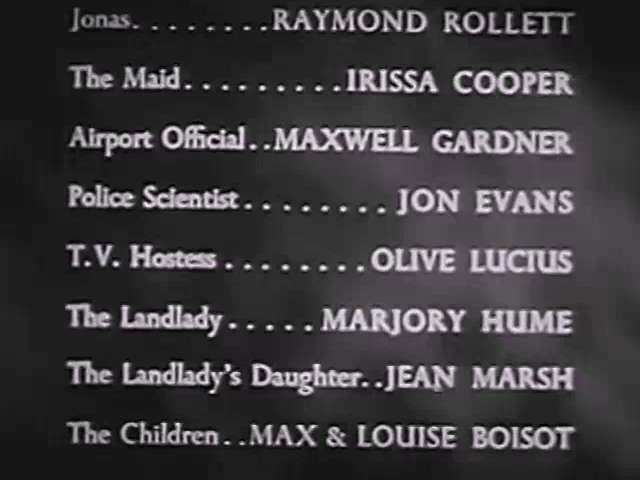 Jonas. . . . . . . . RAYMOND ROLLETT
The Maid. . . . . . . . . IRISSA COOPER
Airport Official. . MAXWELL GARDNER
Police Scientist. . . . . . . . JON EVANS
T.V. Hostess. . . . . . . . OLIVE LUCIUS
The Landlady. . . . . MARJORY HUME
The Landlady's Daughter. . JEAN MARSH
The Children. . MAX & LOUISE BOISOT